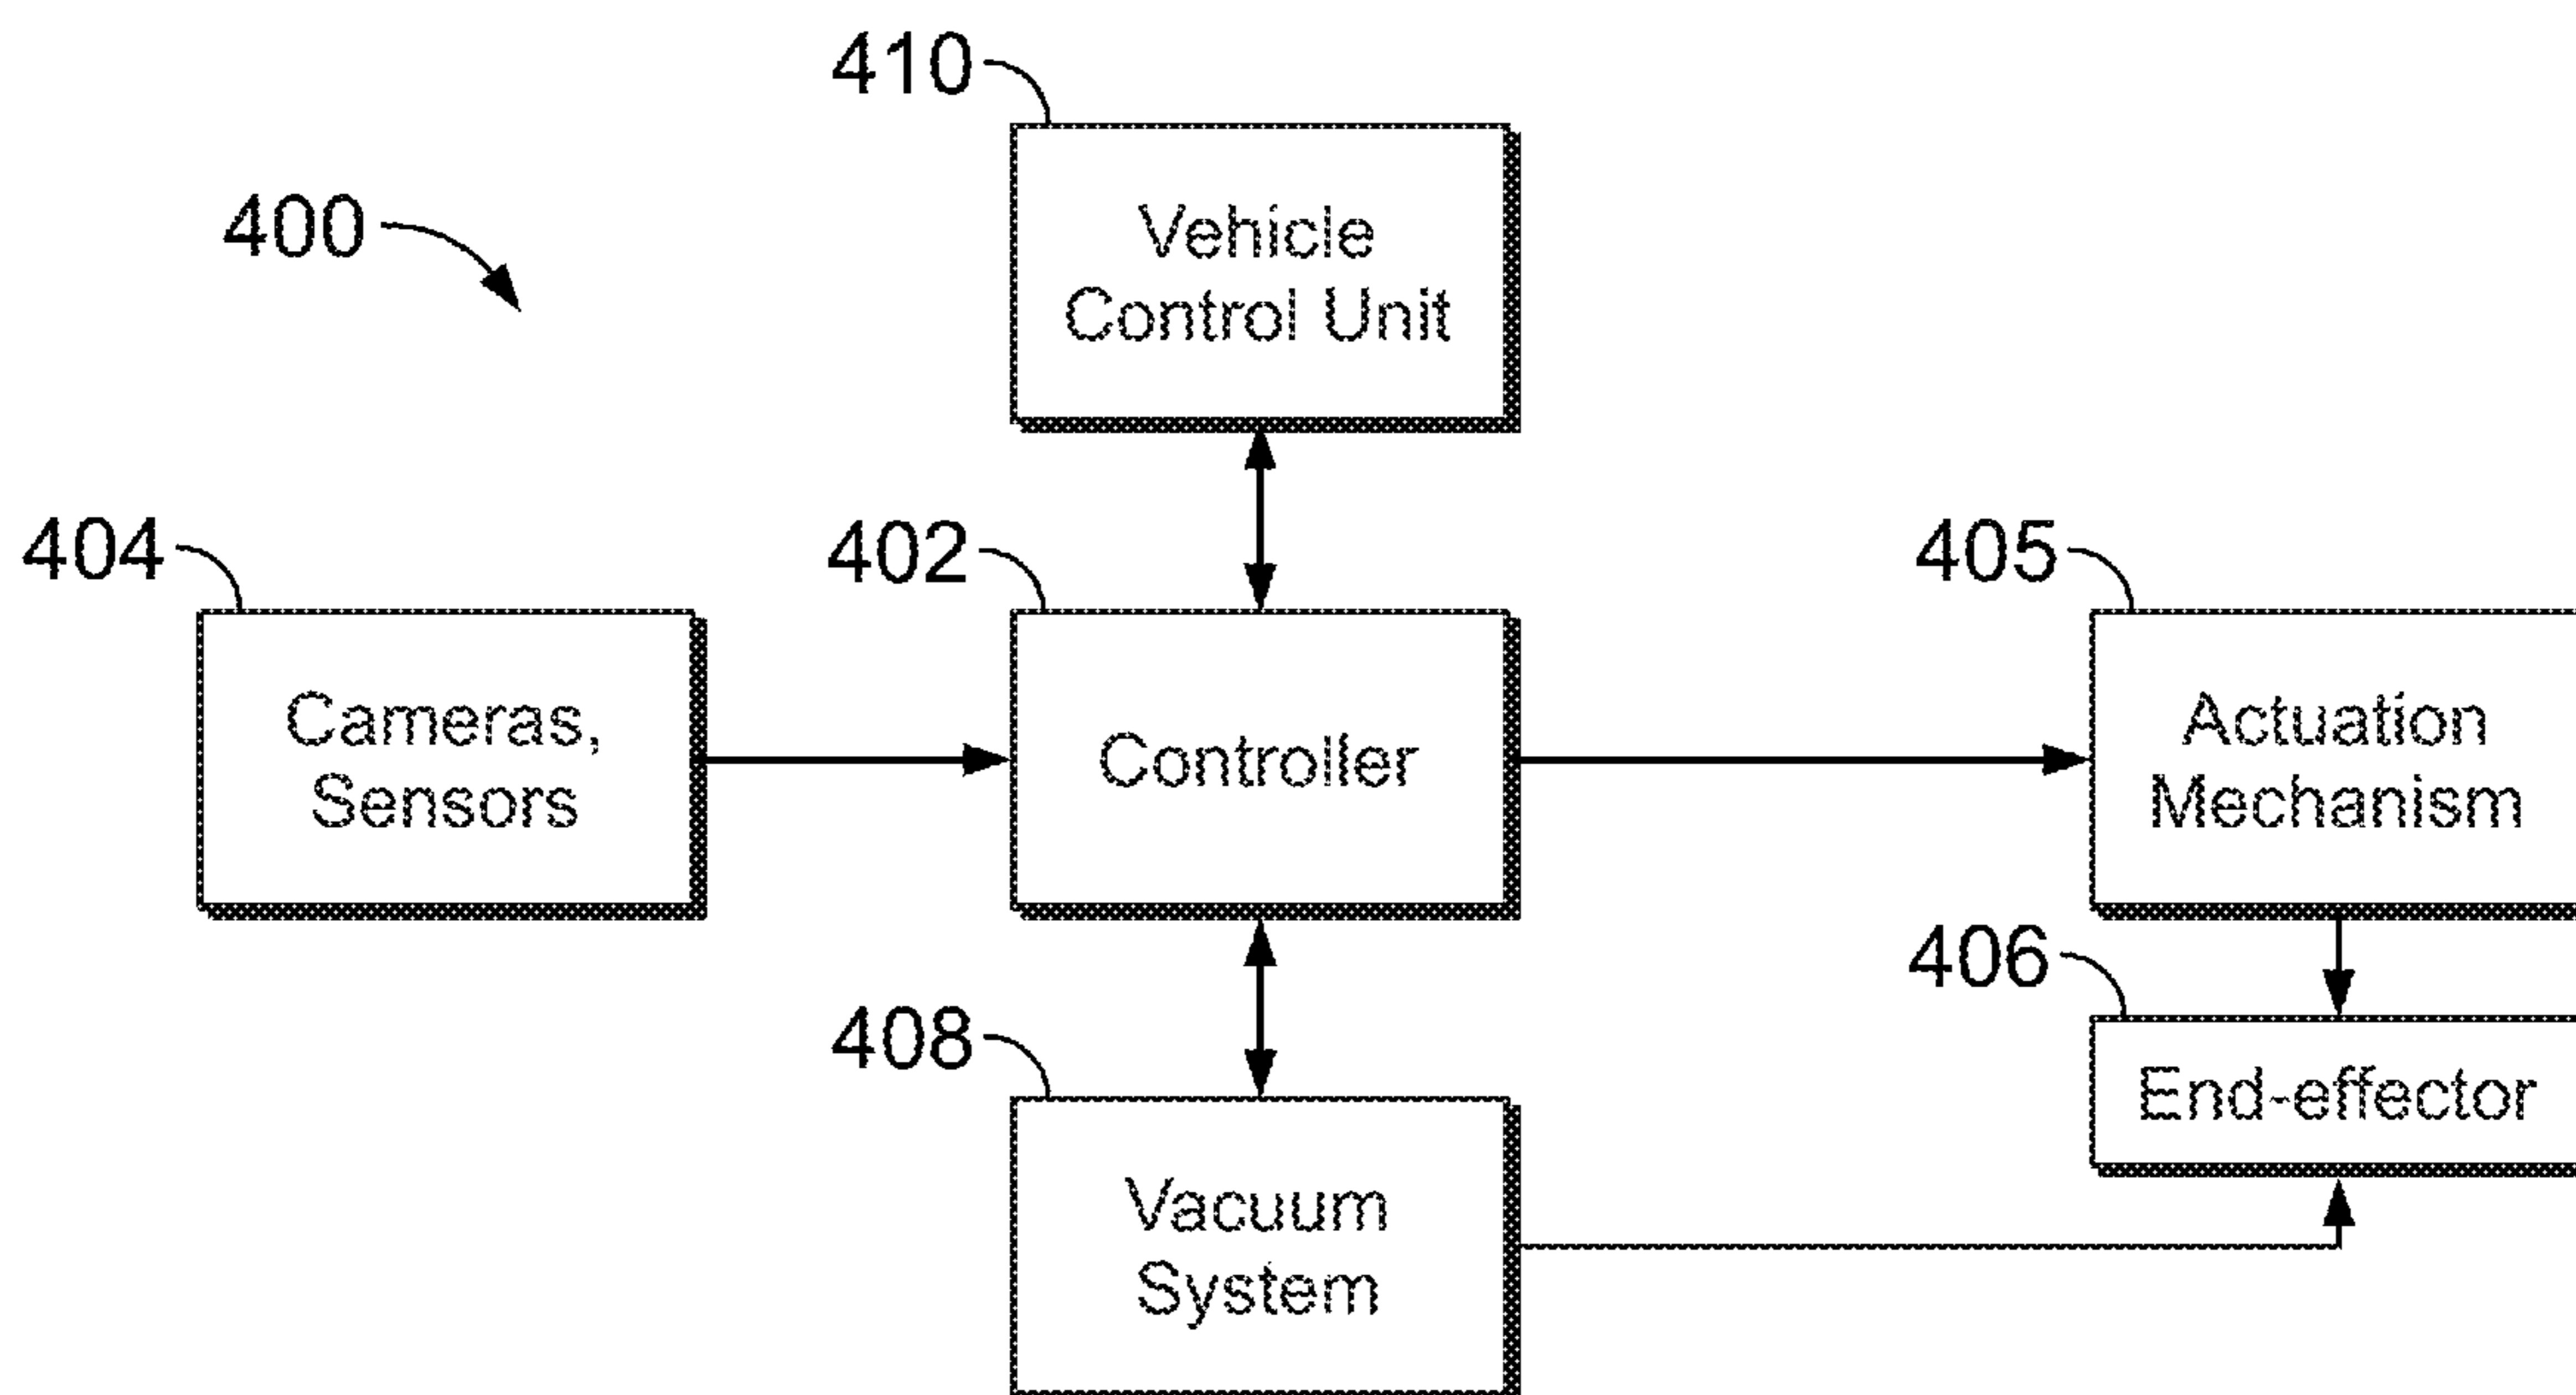 410
Vehicle
Control Unit
400
404
Cameras,
Sensors
402
Controller
405
Actuation
Mechanism
406
End-effector
408
Vacuum
System